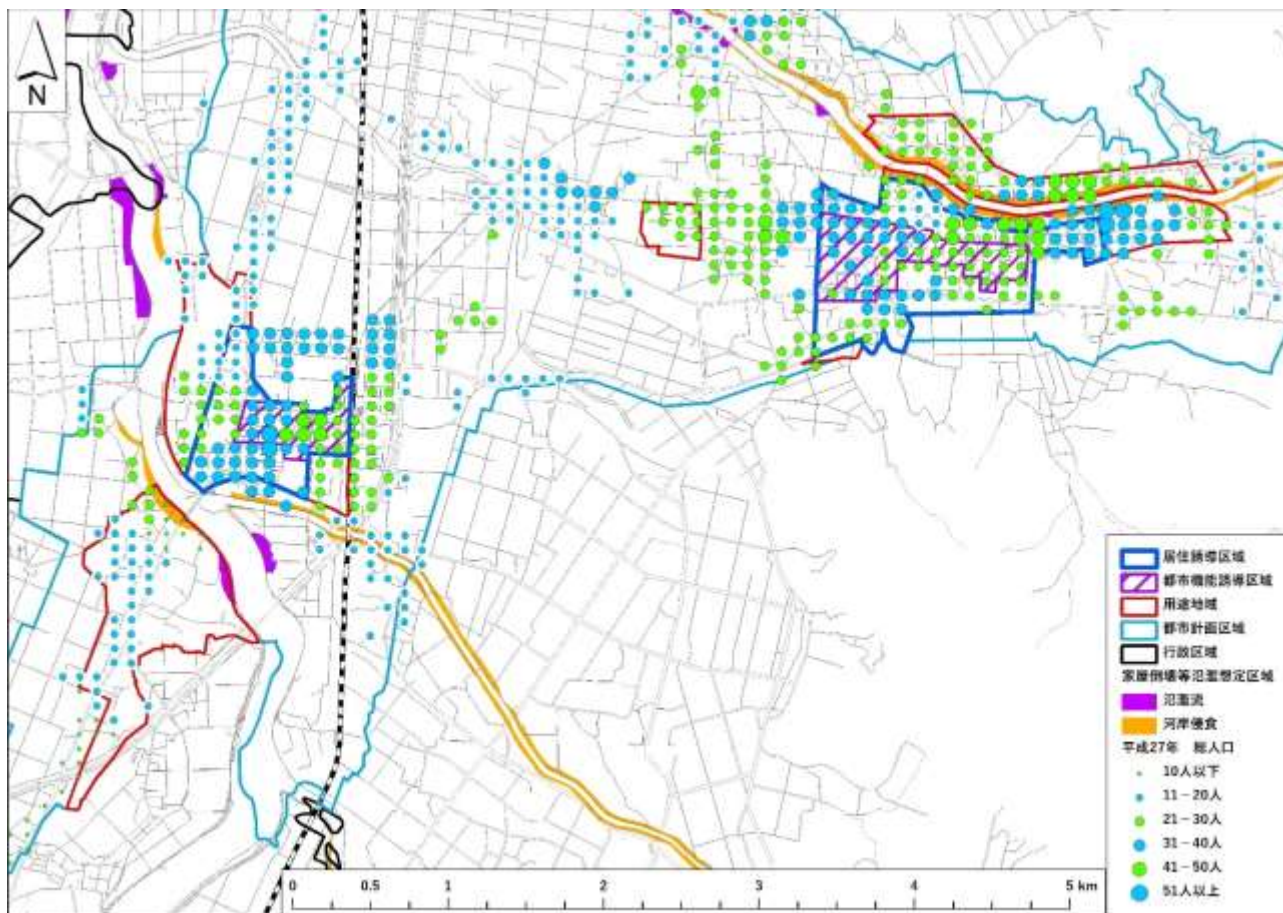 N
居住誘導区域
都市機能誘導区域
用途地域
都市計画区域
行政区域
家屋倒壊等氾濫想定区域
氾濫流
河岸侵食
平成27年 総人口
10人以下
11－20人
21－30人
31－40人
41－50人
51人以上
0 0.5 1 2 3 4 5 km